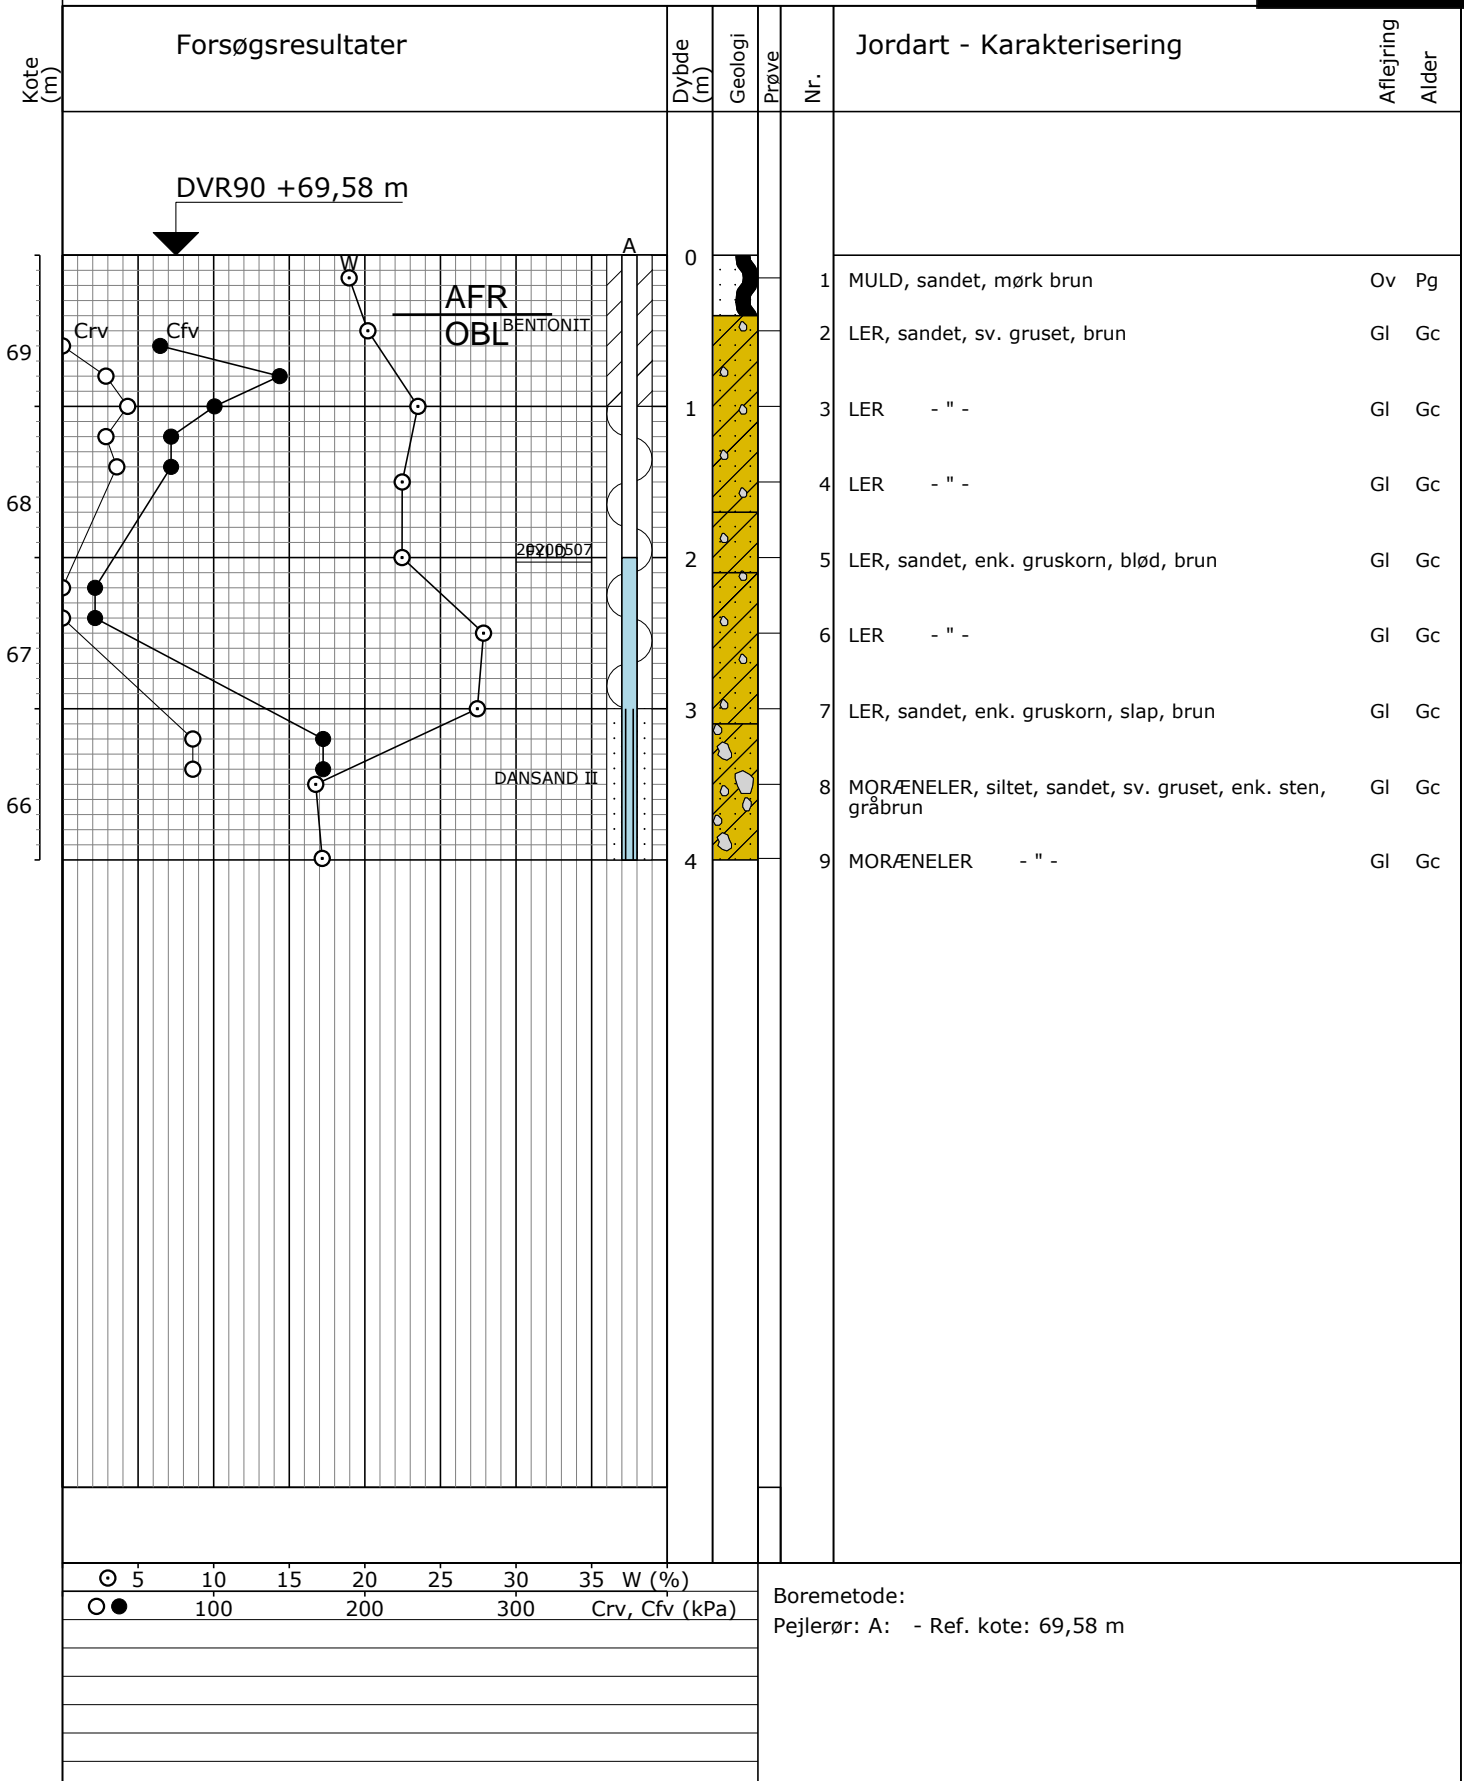 Kote (m)
Forsøgsresultater
Dybde (m)
Geologi
Prøve
Nr.
Jordart - Karakterisering
Aflejring
Alder
DVR90 +69,58 m
A
W
AFR
OBL
BENTONIT
Crv
Cfv
20200507
DANSAND II
69
68
67
66
0
1
2
3
4
1 MULD, sandet, mørk brun Ov Pg
2 LER, sandet, sv. gruset, brun Gl Gc
3 LER - " - Gl Gc
4 LER - " - Gl Gc
5 LER, sandet, enk. gruskorn, blød, brun Gl Gc
6 LER - " - Gl Gc
7 LER, sandet, enk. gruskorn, slap, brun Gl Gc
8 MORÆNELER, siltet, sandet, sv. gruset, enk. sten, Gl Gc
gråbrun
9 MORÆNELER - " - Gl Gc
5 10 15 20 25 30 35 W (%)
100 200 300 Crv, Cfv (kPa)
Boremetode:
Pejlerør: A: - Ref. kote: 69,58 m